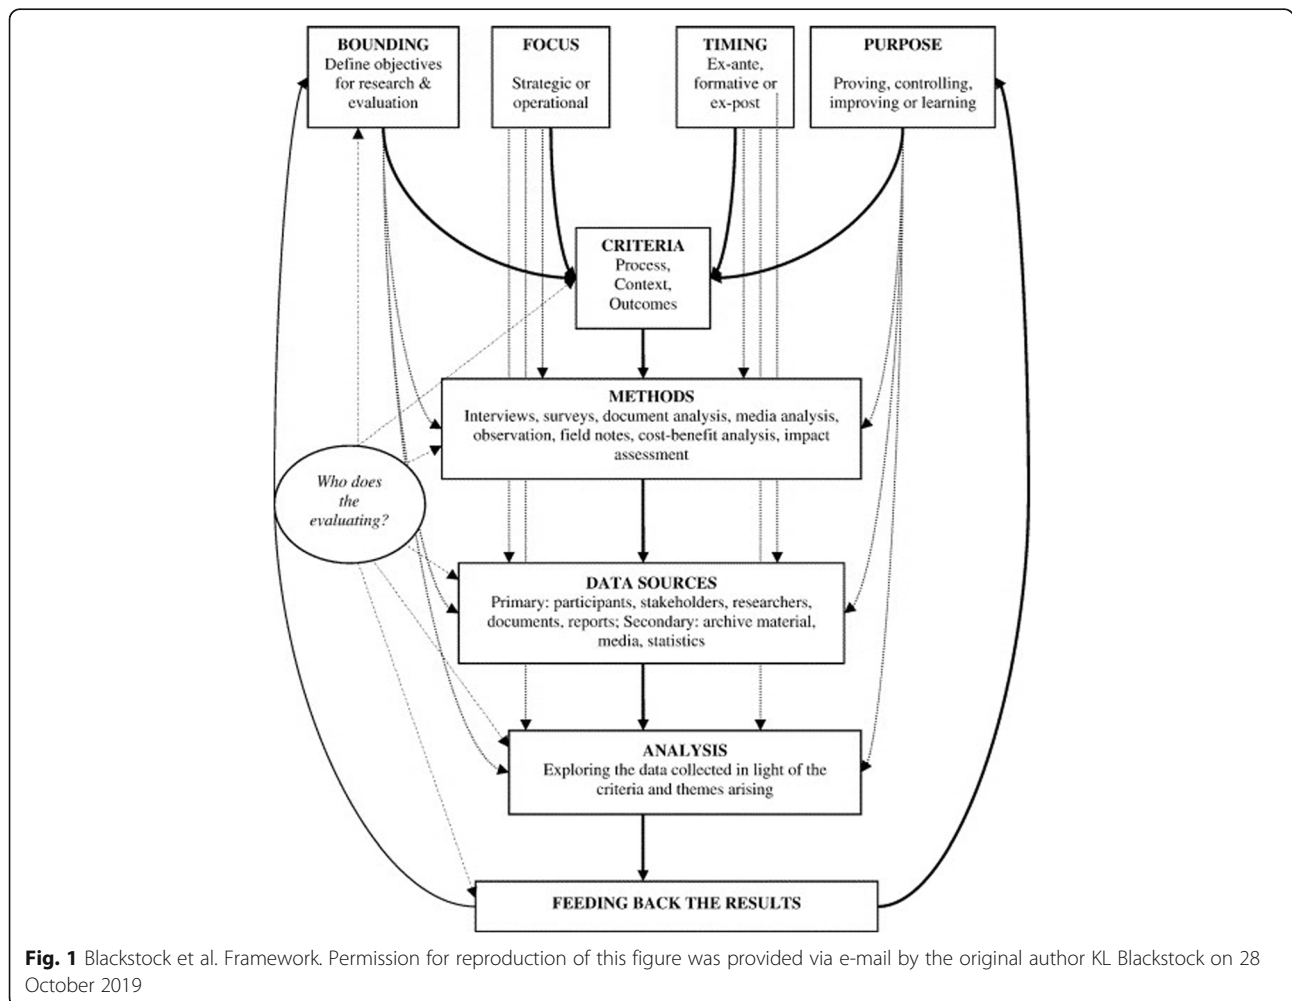 BOUNDING
Define objectives
for research &
evaluation
FOCUS
Strategic or
operational
TIMING
Ex-ante,
formative or
ex-post
PURPOSE
Proving, controlling,
improving or learning
CRITERIA
Process,
Context,
Outcomes
METHODS
Interviews, surveys, document analysis, media analysis,
observation, field notes, cost-benefit analysis, impact
assessment
Who does
the
evaluating?
DATA SOURCES
Primary: participants, stakeholders, researchers,
documents, reports; Secondary: archive material,
media, statistics
ANALYSIS
Exploring the data collected in light of the
criteria and themes arising
FEEDING BACK THE RESULTS
Fig. 1 Blackstock et al. Framework. Permission for reproduction of this figure was provided via e-mail by the original author KL Blackstock on 28
October 2019